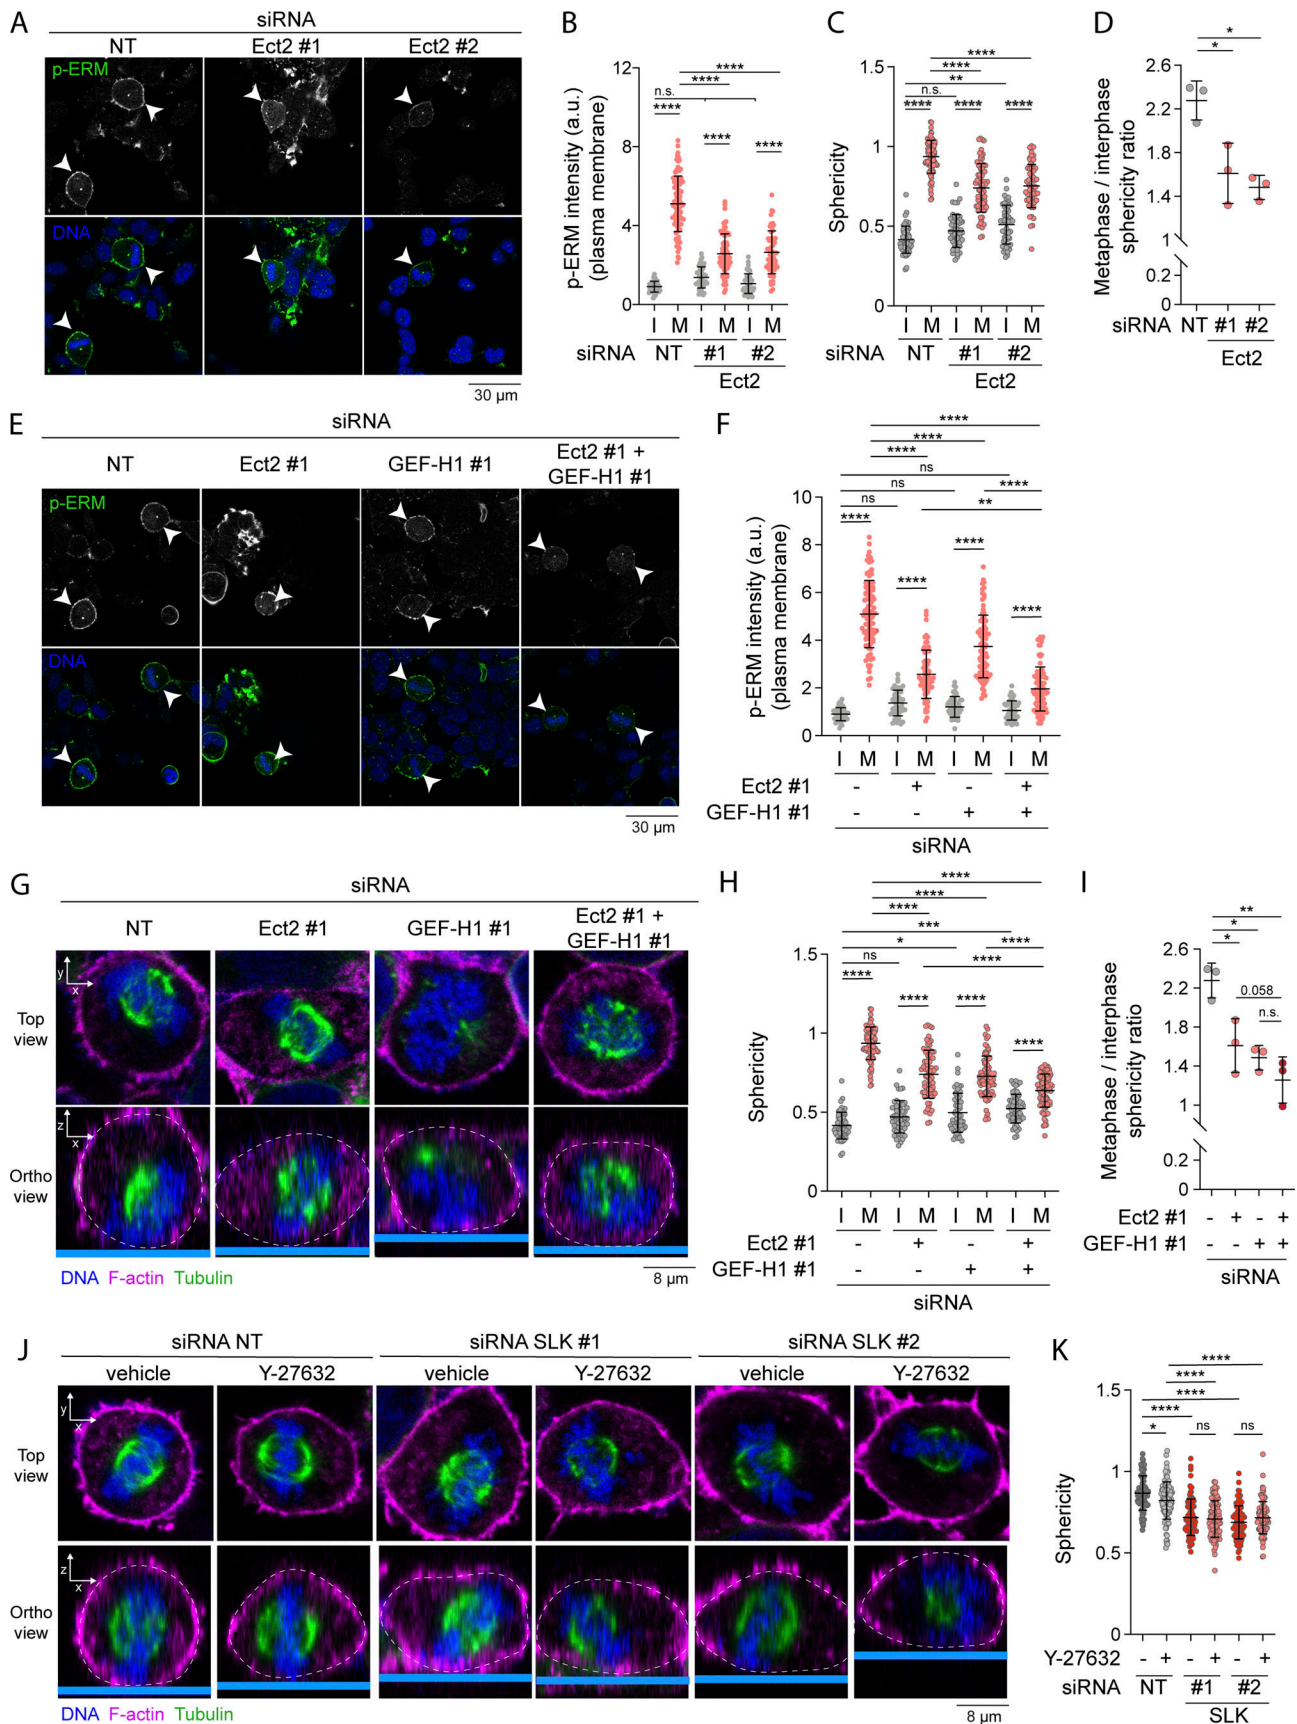 A
siRNA
NT Ect2 #1 Ect2 #2
p-ERM
DNA
30 µm
B
p-ERM intensity (a.u.)
(plasma membrane)
12
8
4
0
****
****
n.s.
****
****
****
I M I M I M
siRNA NT #1 #2
Ect2
C
Sphericity
1.5
1
0.5
0
****
****
**
n.s.
**** **** ****
I M I M I M
siRNA NT #1 #2
Ect2
D
Metaphase / interphase
sphericity ratio
2.6
2.2
1.8
1.4
1
0.2
0
*
*
siRNA NT #1 #2
Ect2
E
siRNA
NT Ect2 #1 GEF-H1 #1 Ect2 #1 +
GEF-H1 #1
p-ERM
DNA
30 µm
F
p-ERM intensity (a.u.)
(plasma membrane)
10
8
6
4
2
0
****
****
****
ns
ns ****
ns **
****
****
****
****
I M I M I M I M
Ect2 #1 - + - +
GEF-H1 #1 - - + +
siRNA
G
siRNA
NT Ect2 #1 GEF-H1 #1 Ect2 #1 +
GEF-H1 #1
y
x
Top
view
z
x
Ortho
view
DNA F-actin Tubulin
8 µm
H
Sphericity
1.5
1
0.5
0
****
****
****
***
* ****
ns ****
****
**** ****
****
I M I M I M I M
Ect2 #1 - + - +
GEF-H1 #1 - - + +
siRNA
I
Metaphase / interphase
sphericity ratio
2.6
2.2
1.8
1.4
1
0.2
0
**
*
*
0.058
n.s.
Ect2 #1 - + - +
GEF-H1 #1 - - + +
siRNA
J
siRNA NT siRNA SLK #1 siRNA SLK #2
vehicle Y-27632 vehicle Y-27632 vehicle Y-27632
y
x
Top
view
z
x
Ortho
view
DNA F-actin Tubulin
8 µm
K
Sphericity
1.5
1
0.5
0
****
****
****
****
* ns ns
Y-27632 - + - + - +
siRNA NT #1 #2
SLK